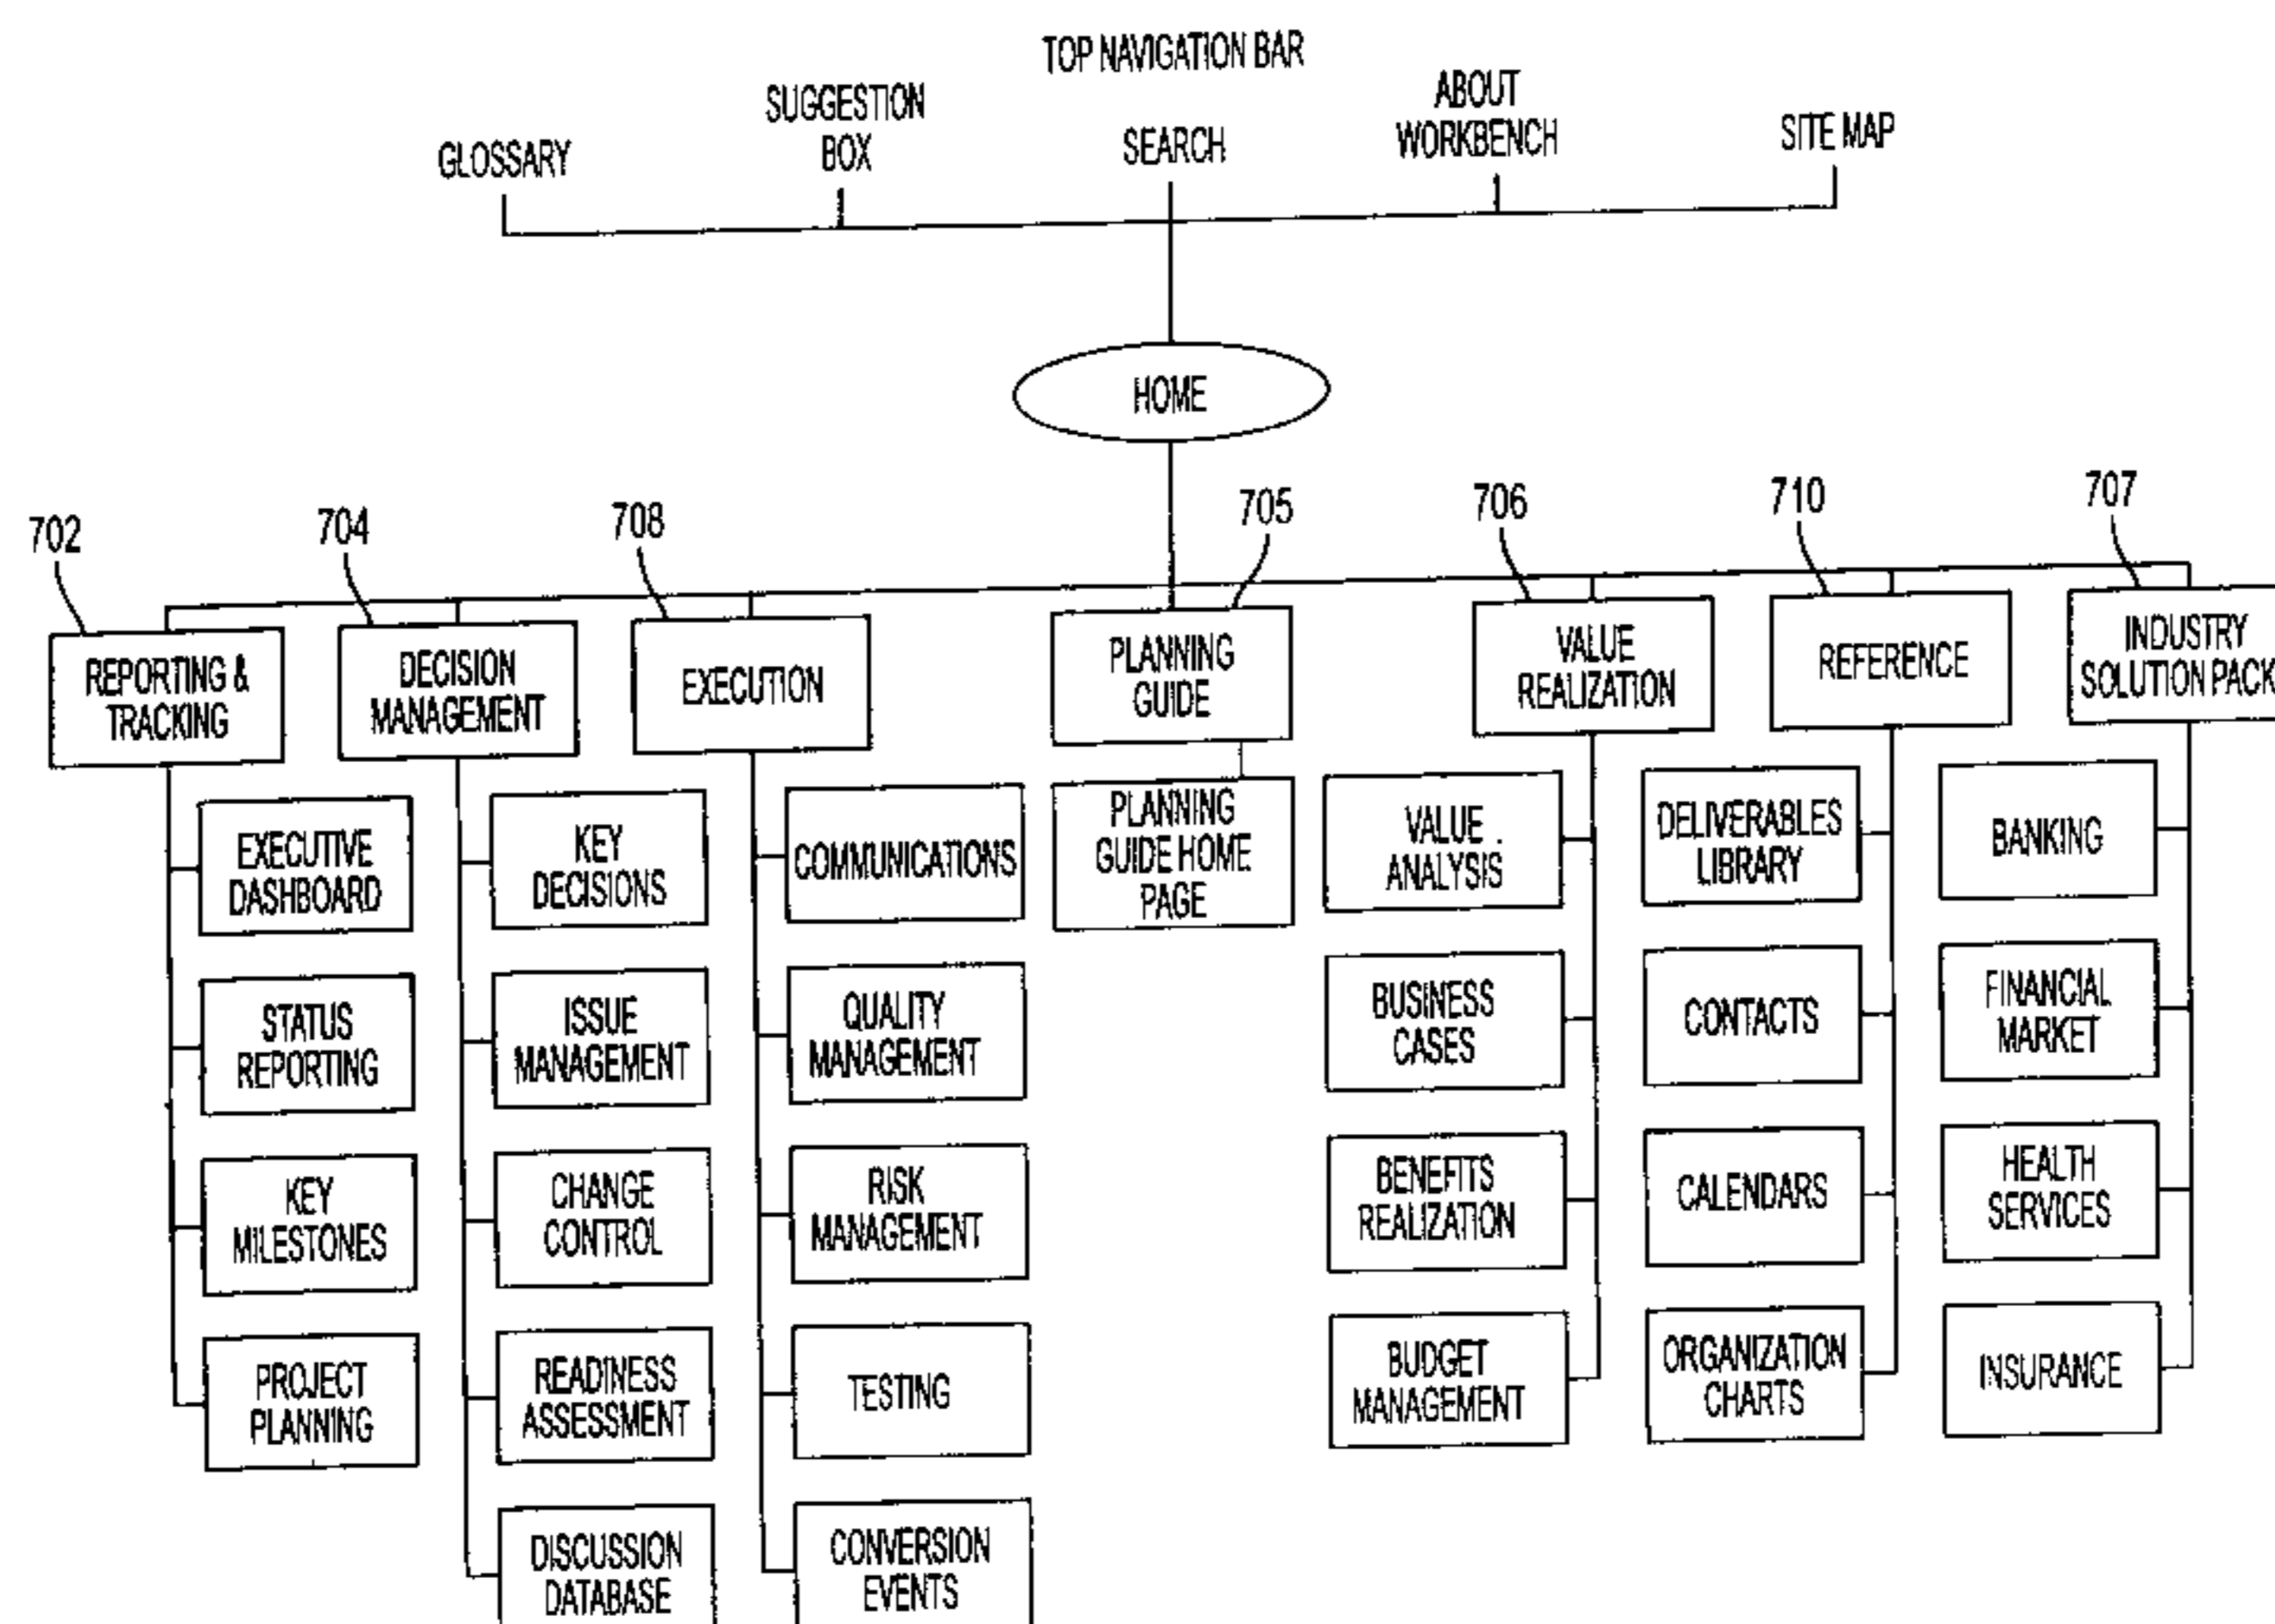 TOP NAVIGATION BAR
GLOSSARY
SUGGESTION
BOX
SEARCH
ABOUT
WORKBENCH
SITE MAP
HOME
702
704
708
705
706
710
707
REPORTING &
TRACKING
DECISION
MANAGEMENT
EXECUTION
PLANNING
GUIDE
VALUE
REALIZATION
REFERENCE
INDUSTRY
SOLUTION PACK
EXECUTIVE
DASHBOARD
STATUS
REPORTING
KEY
MILESTONES
PROJECT
PLANNING
KEY
DECISIONS
ISSUE
MANAGEMENT
CHANGE
CONTROL
READINESS
ASSESSMENT
DISCUSSION
DATABASE
COMMUNICATIONS
QUALITY
MANAGEMENT
RISK
MANAGEMENT
TESTING
CONVERSION
EVENTS
PLANNING
GUIDE HOME
PAGE
VALUE
ANALYSIS
BUSINESS
CASES
BENEFITS
REALIZATION
BUDGET
MANAGEMENT
DELIVERABLES
LIBRARY
CONTACTS
CALENDARS
ORGANIZATION
CHARTS
BANKING
FINANCIAL
MARKET
HEALTH
SERVICES
INSURANCE